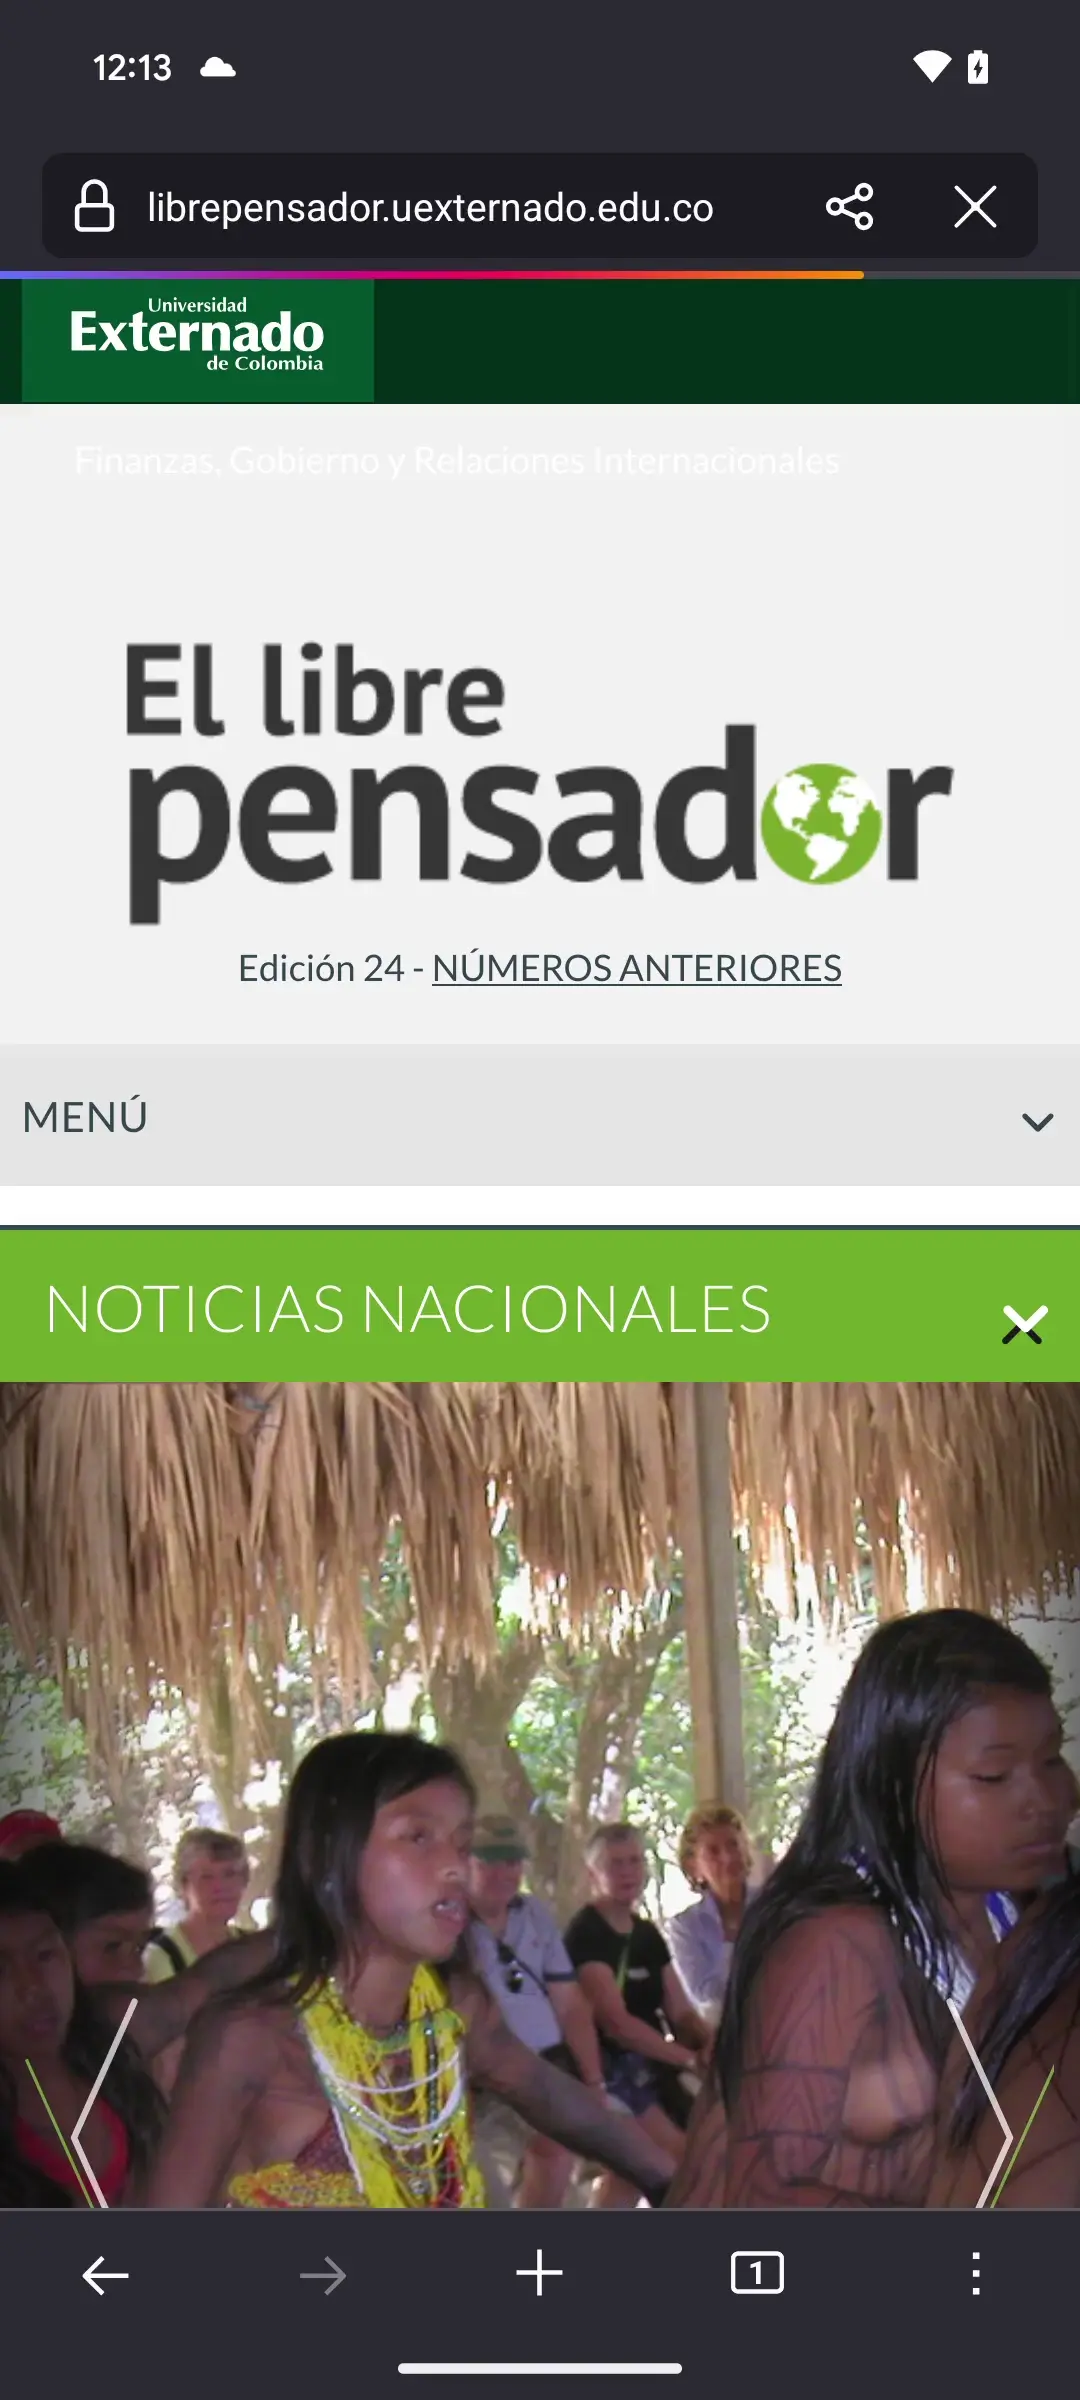 12:13
librepensador.uexternado.edu.co
Universidad
Externado
de Colombia
Finanzas, Gobierno y Relaciones Internacionales
El libre
pensador
Edición 24 - NÚMEROS ANTERIORES
MENÚ
NOTICIAS NACIONALES
1